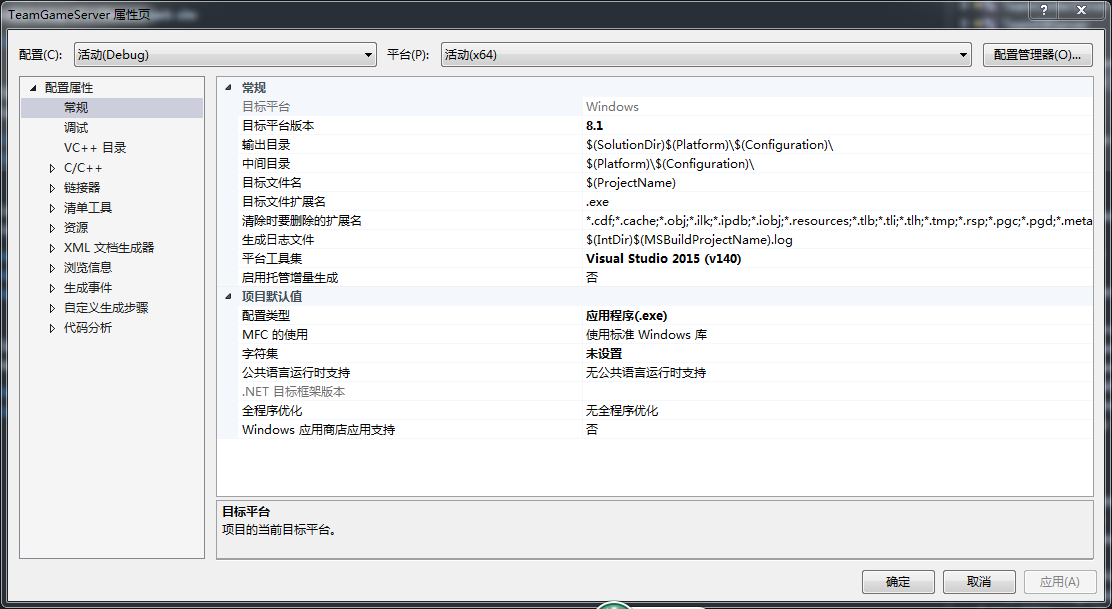 TeamGameServer 属性页
?
配置(C): 活动(Debug) 平台(P): 活动(x64) 配置管理器(O)...
配置属性
常规
调试
VC++ 目录
C/C++
链接器
清单工具
资源
XML 文档生成器
浏览信息
生成事件
自定义生成步骤
代码分析
常规
目标平台 Windows
目标平台版本 8.1
输出目录 $(SolutionDir)$(Platform)\$(Configuration)\
中间目录 $(Platform)\$(Configuration)\
目标文件名 $(ProjectName)
目标文件扩展名 .exe
清除时要删除的扩展名 *.cdf;*.cache;*.obj;*.ilk;*.ipdb;*.iobj;*.resources;*.tlb;*.tli;*.tlh;*.tmp;*.rsp;*.pgc;*.pgd;*.meta
生成日志文件 $(IntDir)$(MSBuildProjectName).log
平台工具集 Visual Studio 2015 (v140)
启用托管增量生成 否
项目默认值
配置类型 应用程序(.exe)
MFC 的使用 使用标准 Windows 库
字符集 未设置
公共语言运行时支持 无公共语言运行时支持
.NET 目标框架版本
全程序优化 无全程序优化
Windows 应用商店应用支持 否
目标平台
项目的当前目标平台。
确定 取消 应用(A)